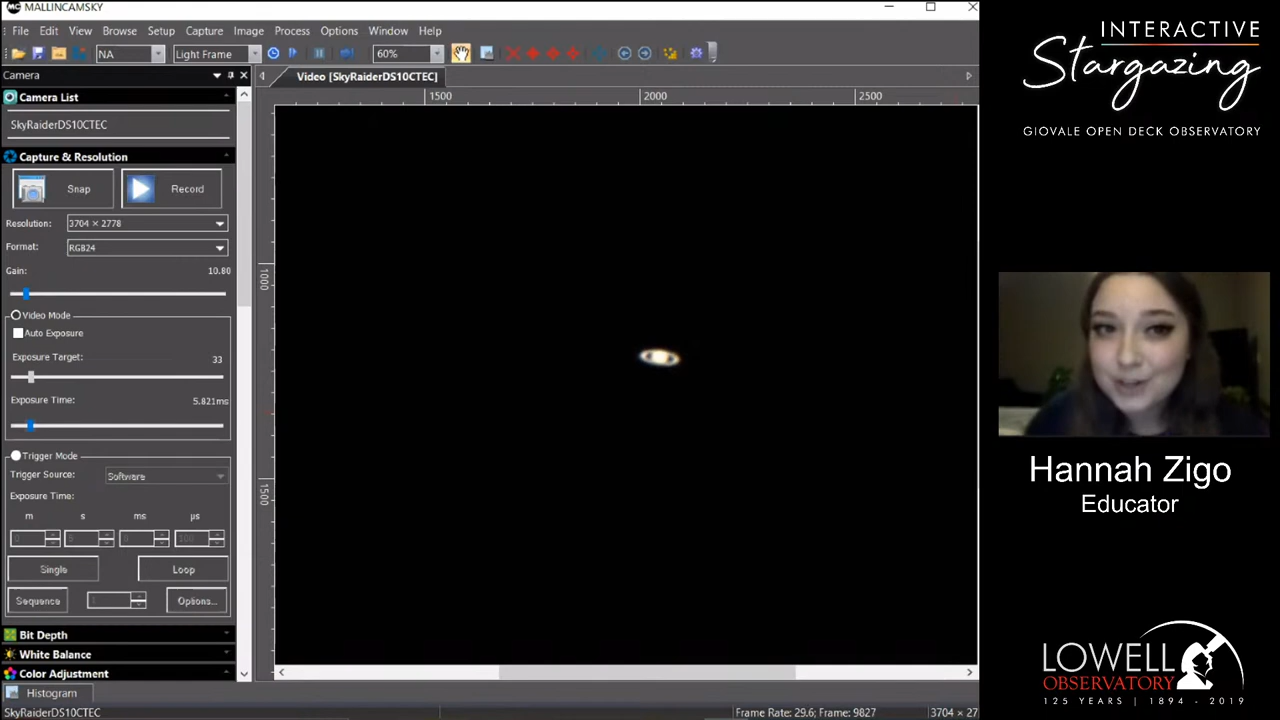 MALLINCAMSKY
File Edit View Browse Setup Capture Image Process Options Window Help
NA Light Frame 60%
Camera
Video [SkyRaiderDS10CTEC]
1500 2000 2500
Camera List
SkyRaiderDS10CTEC
Capture & Resolution
Snap Record
Resolution: 3704 × 2778
Format: RGB24
Gain: 10.80
Video Mode
Auto Exposure
Exposure Target: 33
Exposure Time: 5.821ms
Trigger Mode
Trigger Source: Software
Exposure Time:
m s ms µs
Single Loop
Sequence Options...
Bit Depth
White Balance
Color Adjustment
Histogram
SkyRaiderDS10CTEC
Frame Rate: 29.6; Frame: 9827 3704 × 27
1000
1500
INTERACTIVE
Stargazing
GIOVALE OPEN DECK OBSERVATORY
Hannah Zigo
Educator
LOWELL
OBSERVATORY
125 YEARS | 1894 - 2019